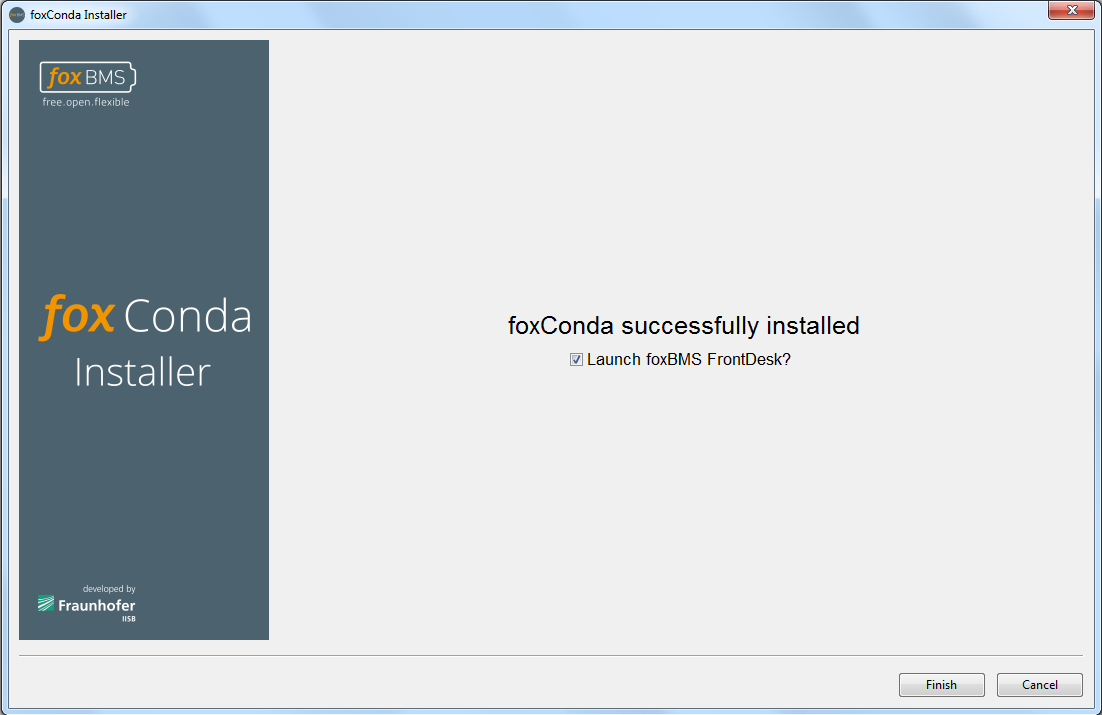 foxConda Installer
fox BMS
free.open.flexible
fox Conda
Installer
developed by
Fraunhofer
IISB
foxConda successfully installed
Launch foxBMS FrontDesk?
Finish
Cancel